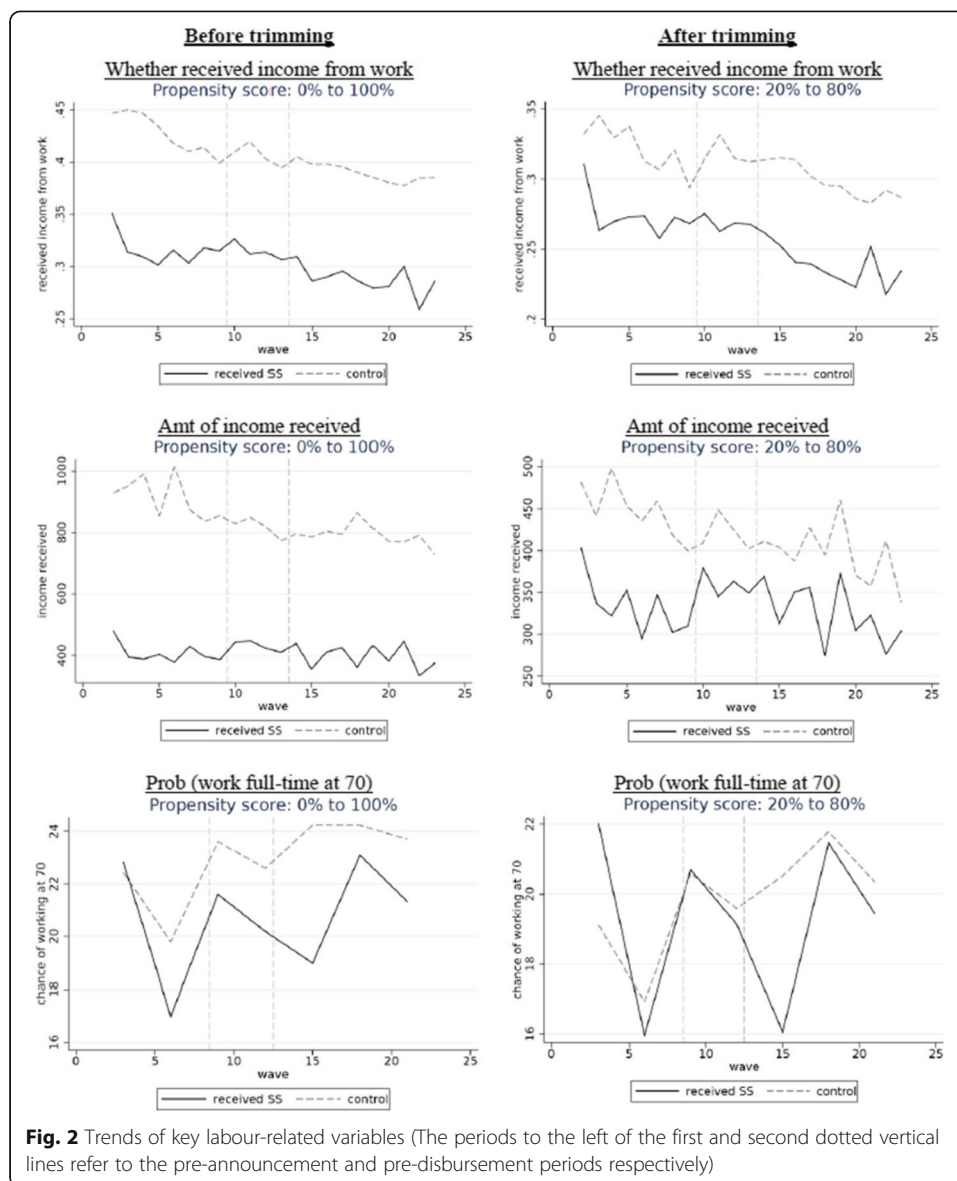 Before trimming
Whether received income from work
Propensity score: 0% to 100%
received income from work
.45
.4
.35
.3
.25
0 5 10 15 20 25
wave
received SS control
After trimming
Whether received income from work
Propensity score: 20% to 80%
received income from work
.35
.3
.25
.2
0 5 10 15 20 25
wave
received SS control
Amt of income received
Propensity score: 0% to 100%
income received
1000
800
600
400
0 5 10 15 20 25
wave
received SS control
Amt of income received
Propensity score: 20% to 80%
income received
500
450
400
350
300
250
0 5 10 15 20 25
wave
received SS control
Prob (work full-time at 70)
Propensity score: 0% to 100%
chance of working at 70
24
22
20
18
16
0 5 10 15 20 25
wave
received SS control
Prob (work full-time at 70)
Propensity score: 20% to 80%
chance of working at 70
22
20
18
16
0 5 10 15 20 25
wave
received SS control
Fig. 2 Trends of key labour-related variables (The periods to the left of the first and second dotted vertical
lines refer to the pre-announcement and pre-disbursement periods respectively)